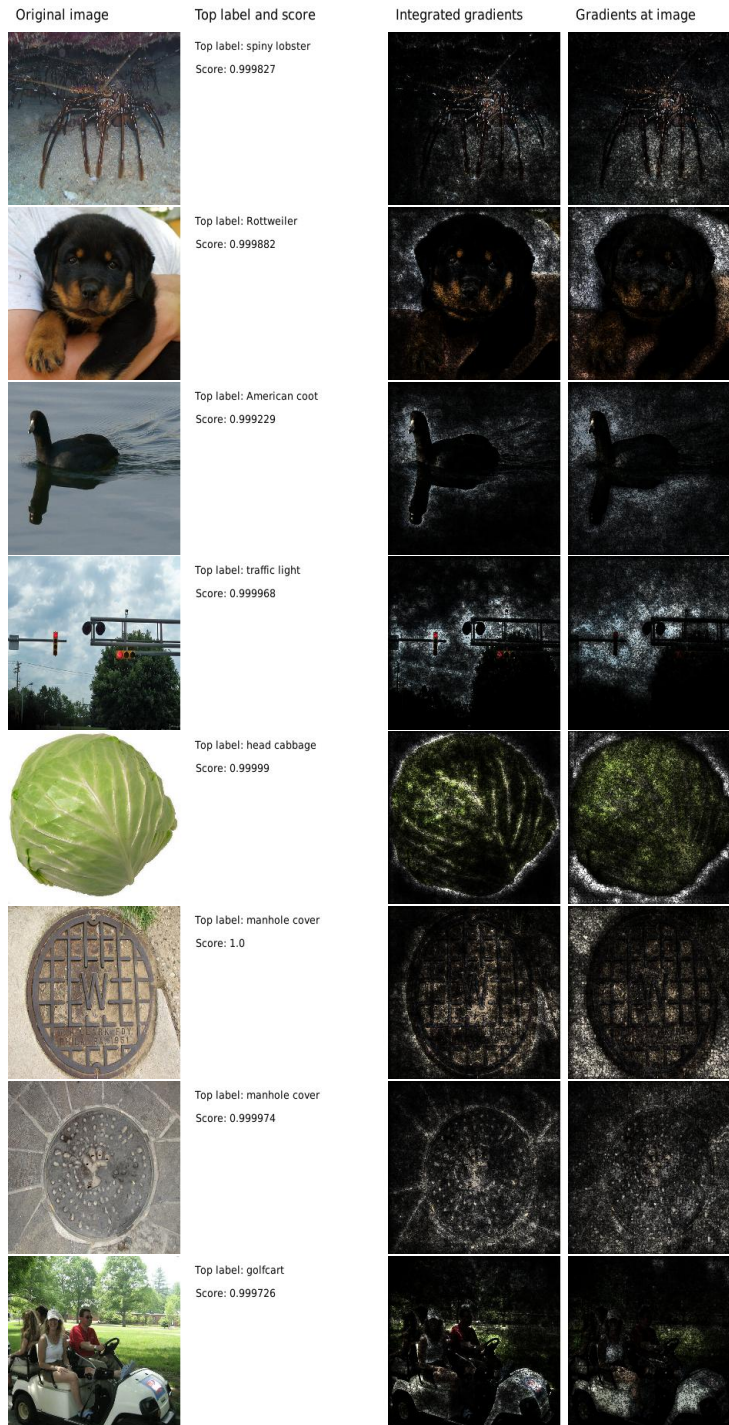 Original image Top label and score Integrated gradients Gradients at image
Top label: spiny lobster
Score: 0.999827
Top label: Rottweiler
Score: 0.999882
Top label: American coot
Score: 0.999229
Top label: traffic light
Score: 0.999968
Top label: head cabbage
Score: 0.99999
Top label: manhole cover
Score: 1.0
W
Top label: manhole cover
Score: 0.999974
Top label: golfcart
Score: 0.999726